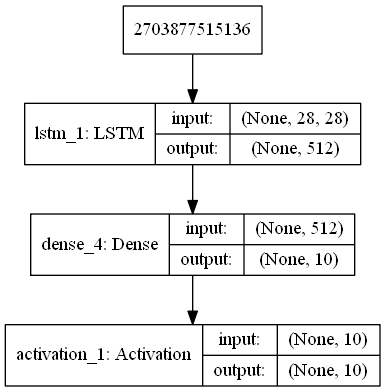 2703877515136
lstm_1: LSTM
input: (None, 28, 28)
output: (None, 512)
dense_4: Dense
input: (None, 512)
output: (None, 10)
activation_1: Activation
input: (None, 10)
output: (None, 10)